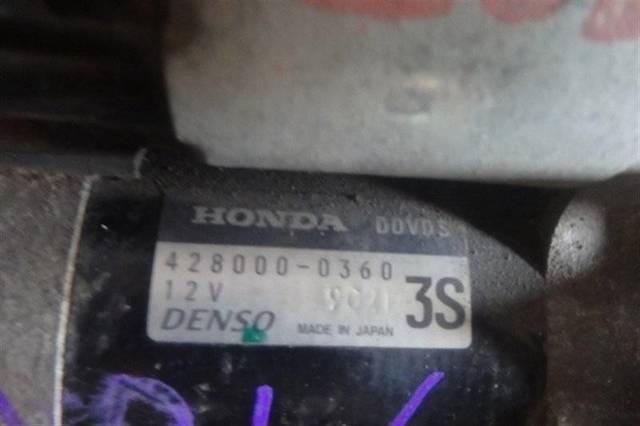 HONDA DOVDS
428000-0360
12V 3S
DENSO MADE IN JAPAN